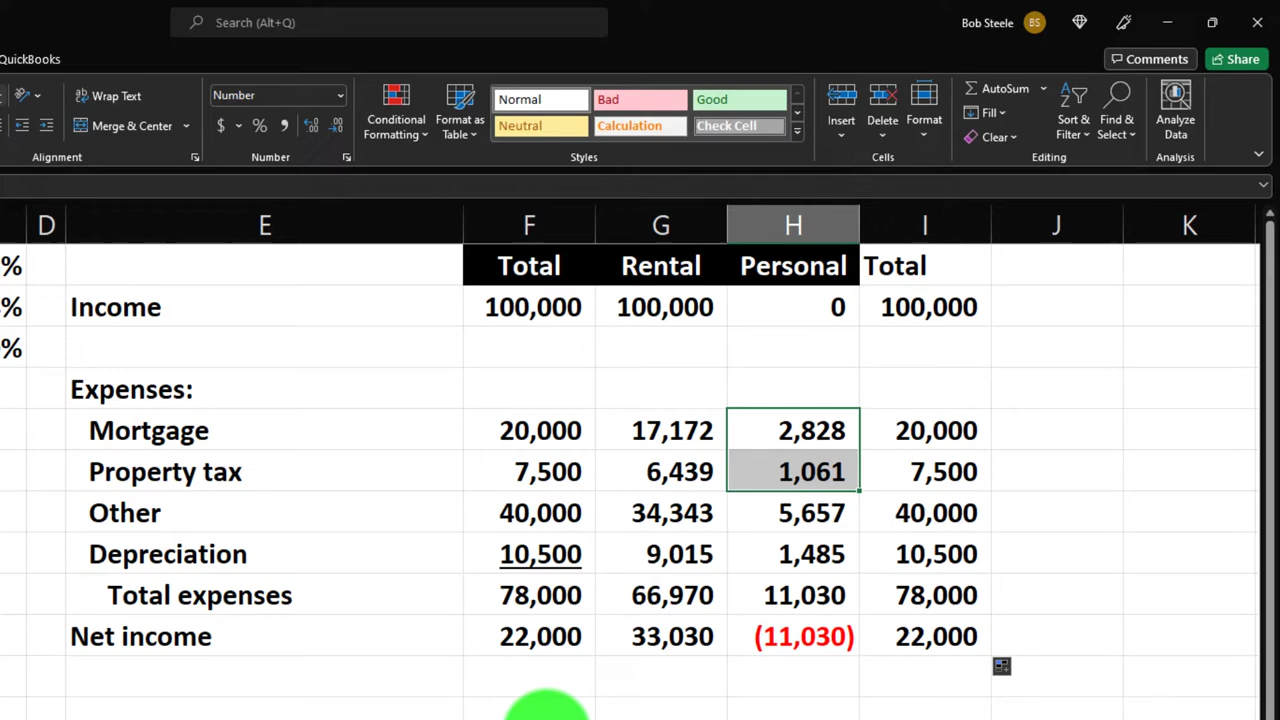 Search (Alt+Q)
Bob Steele
BS
QuickBooks
Comments
Share
Wrap Text
Number
Merge & Center
$ % 9
Conditional Formatting
Format as Table
Normal
Bad
Good
Neutral
Calculation
Check Cell
Insert
Delete
Format
AutoSum
Fill
Clear
Sort & Filter
Find & Select
Analyze Data
Alignment
Number
Styles
Cells
Editing
Analysis
D E F G H I J K
% Total Rental Personal Total
% Income 100,000 100,000 0 100,000
%
Expenses:
Mortgage 20,000 17,172 2,828 20,000
Property tax 7,500 6,439 1,061 7,500
Other 40,000 34,343 5,657 40,000
Depreciation 10,500 9,015 1,485 10,500
Total expenses 78,000 66,970 11,030 78,000
Net income 22,000 33,030 (11,030) 22,000